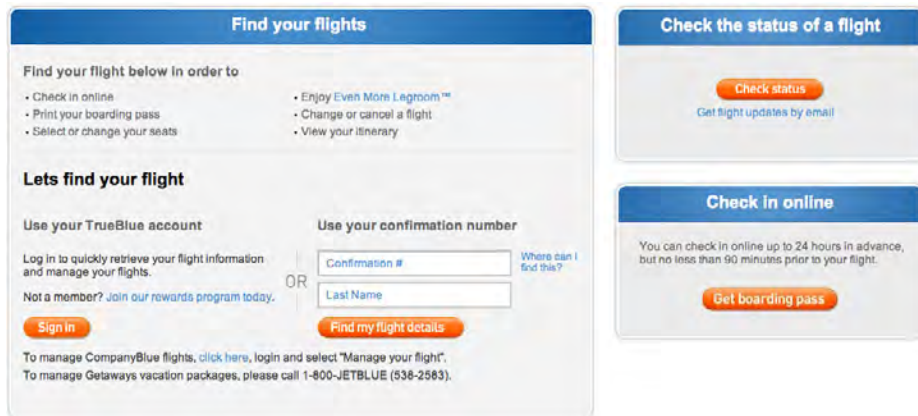 Find your flights
Find your flight below in order to
• Check in online
• Print your boarding pass
• Select or change your seats
• Enjoy Even More Legroom™
• Change or cancel a flight
• View your itinerary
Lets find your flight
Use your TrueBlue account
Log in to quickly retrieve your flight information
and manage your flights.
Not a member? Join our rewards program today.
Sign in
OR
Use your confirmation number
Confirmation #
Where can I
find this?
Last Name
Find my flight details
To manage CompanyBlue flights, click here, login and select "Manage your flight".
To manage Getaways vacation packages, please call 1-800-JETBLUE (538-2583).
Check the status of a flight
Check status
Get flight updates by email
Check in online
You can check in online up to 24 hours in advance,
but no less than 90 minutes prior to your flight.
Get boarding pass